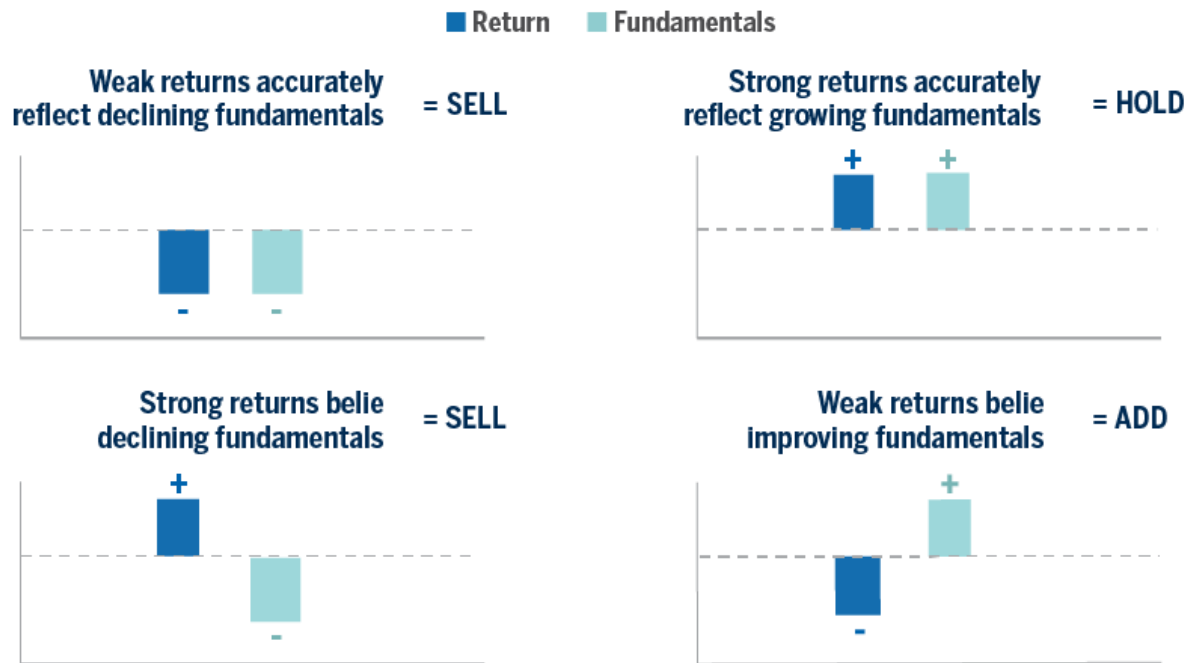 Return Fundamentals
Weak returns accurately
reflect declining fundamentals
= SELL
-
-
Strong returns accurately
reflect growing fundamentals
= HOLD
+
+
Strong returns belie
declining fundamentals
= SELL
+
-
Weak returns belie
improving fundamentals
= ADD
+
-